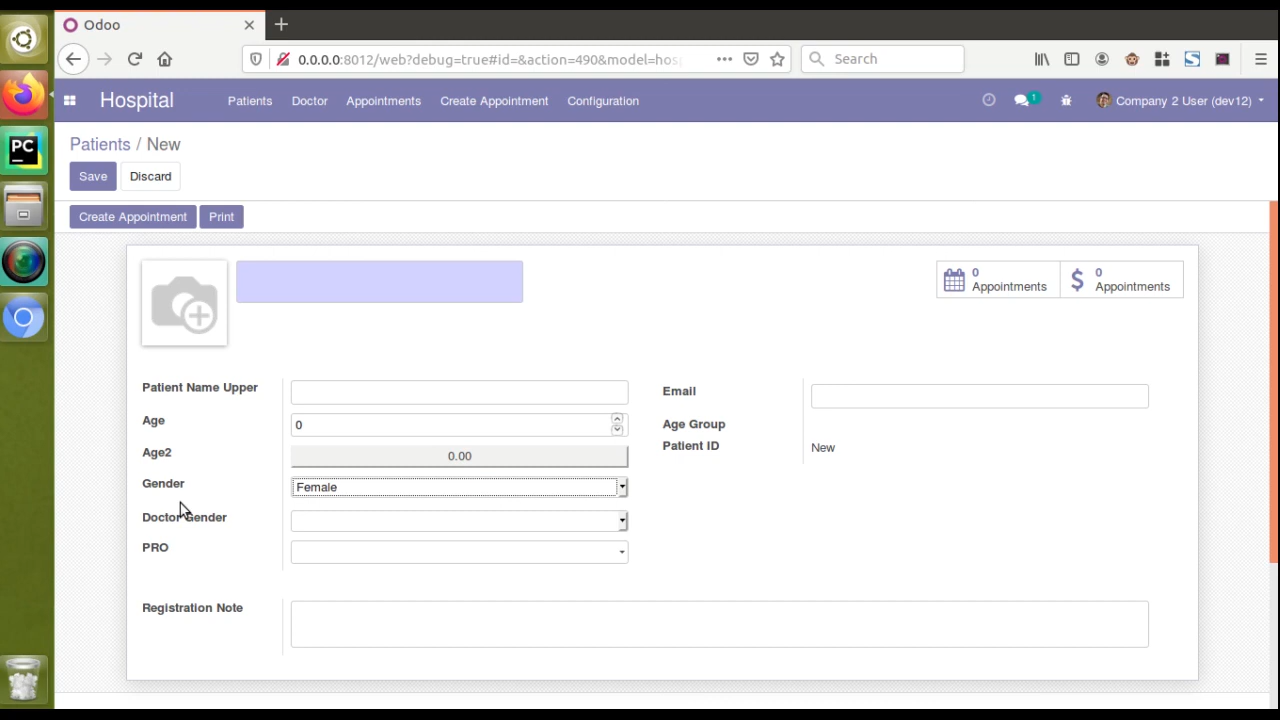 Odoo
0.0.0.0:8012/web?debug=true#id=&action=490&model=hos
Search
Hospital
Patients
Doctor
Appointments
Create Appointment
Configuration
1
Company 2 User (dev12)
Patients / New
Save
Discard
Create Appointment
Print
0
Appointments
$
0
Appointments
Patient Name Upper
Age
0
Age2
0.00
Gender
Female
Doctor Gender
PRO
Email
Age Group
Patient ID
New
Registration Note
PC
S